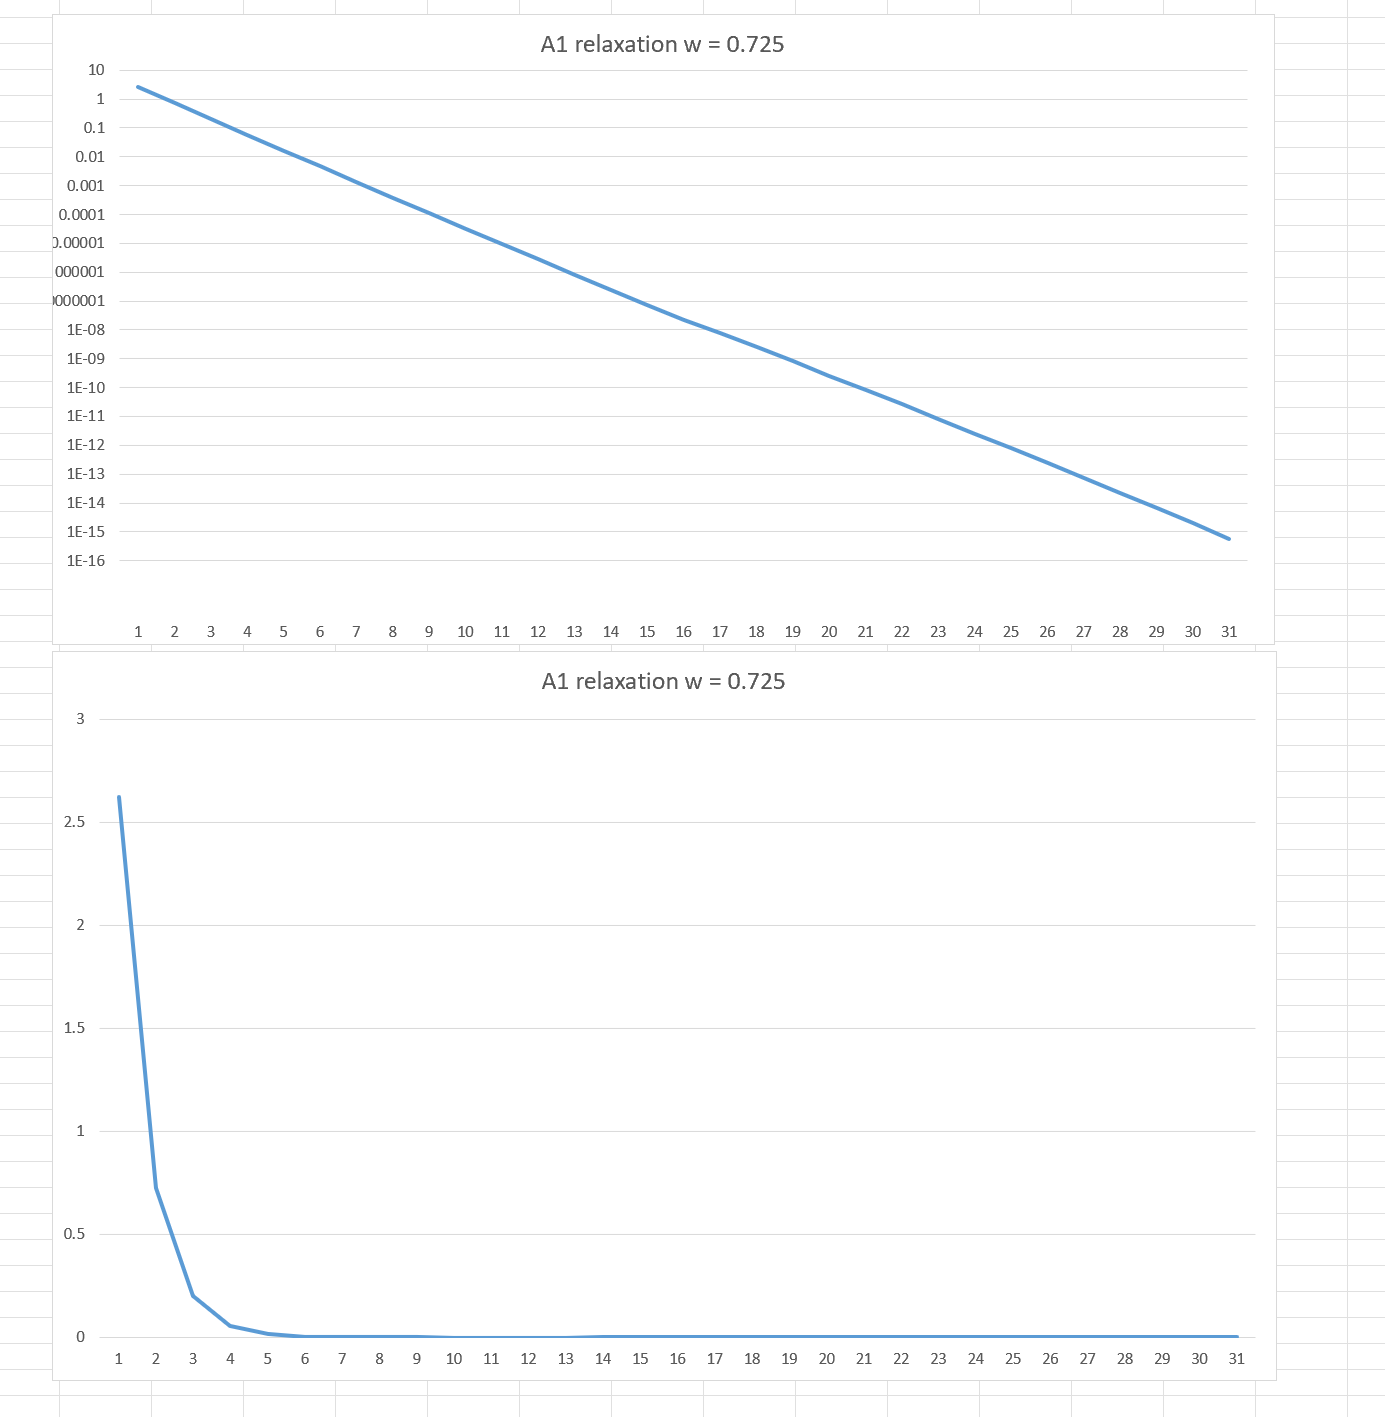 A1 relaxation w = 0.725
10
1
0.1
0.01
0.001
0.0001
0.00001
000001
0000001
1E-08
1E-09
1E-10
1E-11
1E-12
1E-13
1E-14
1E-15
1E-16
1 2 3 4 5 6 7 8 9 10 11 12 13 14 15 16 17 18 19 20 21 22 23 24 25 26 27 28 29 30 31
A1 relaxation w = 0.725
3
2.5
2
1.5
1
0.5
0
1 2 3 4 5 6 7 8 9 10 11 12 13 14 15 16 17 18 19 20 21 22 23 24 25 26 27 28 29 30 31